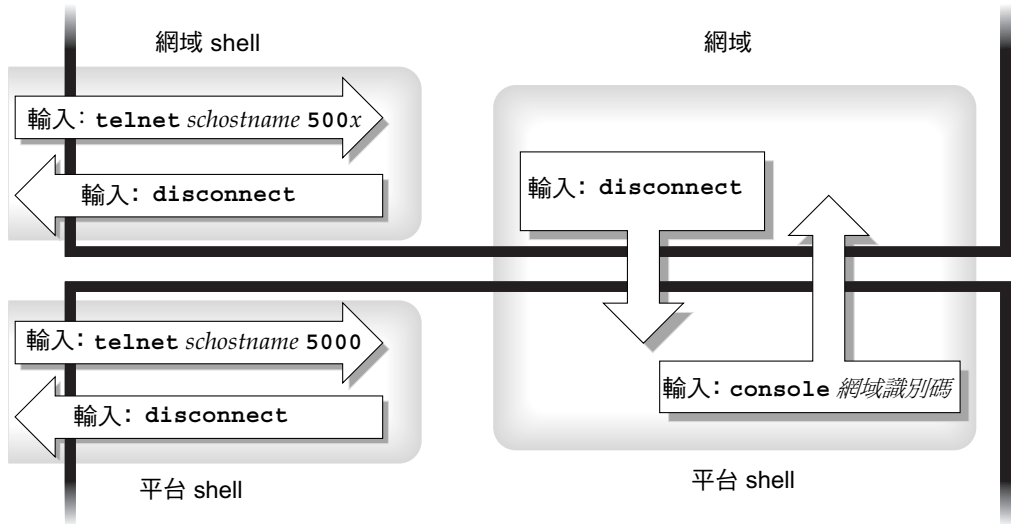 網域 shell
輸入: telnet schostname 500x
輸入: disconnect
網域
輸入: disconnect
輸入: console 網域識別碼
平台 shell
輸入: telnet schostname 5000
輸入: disconnect
平台 shell